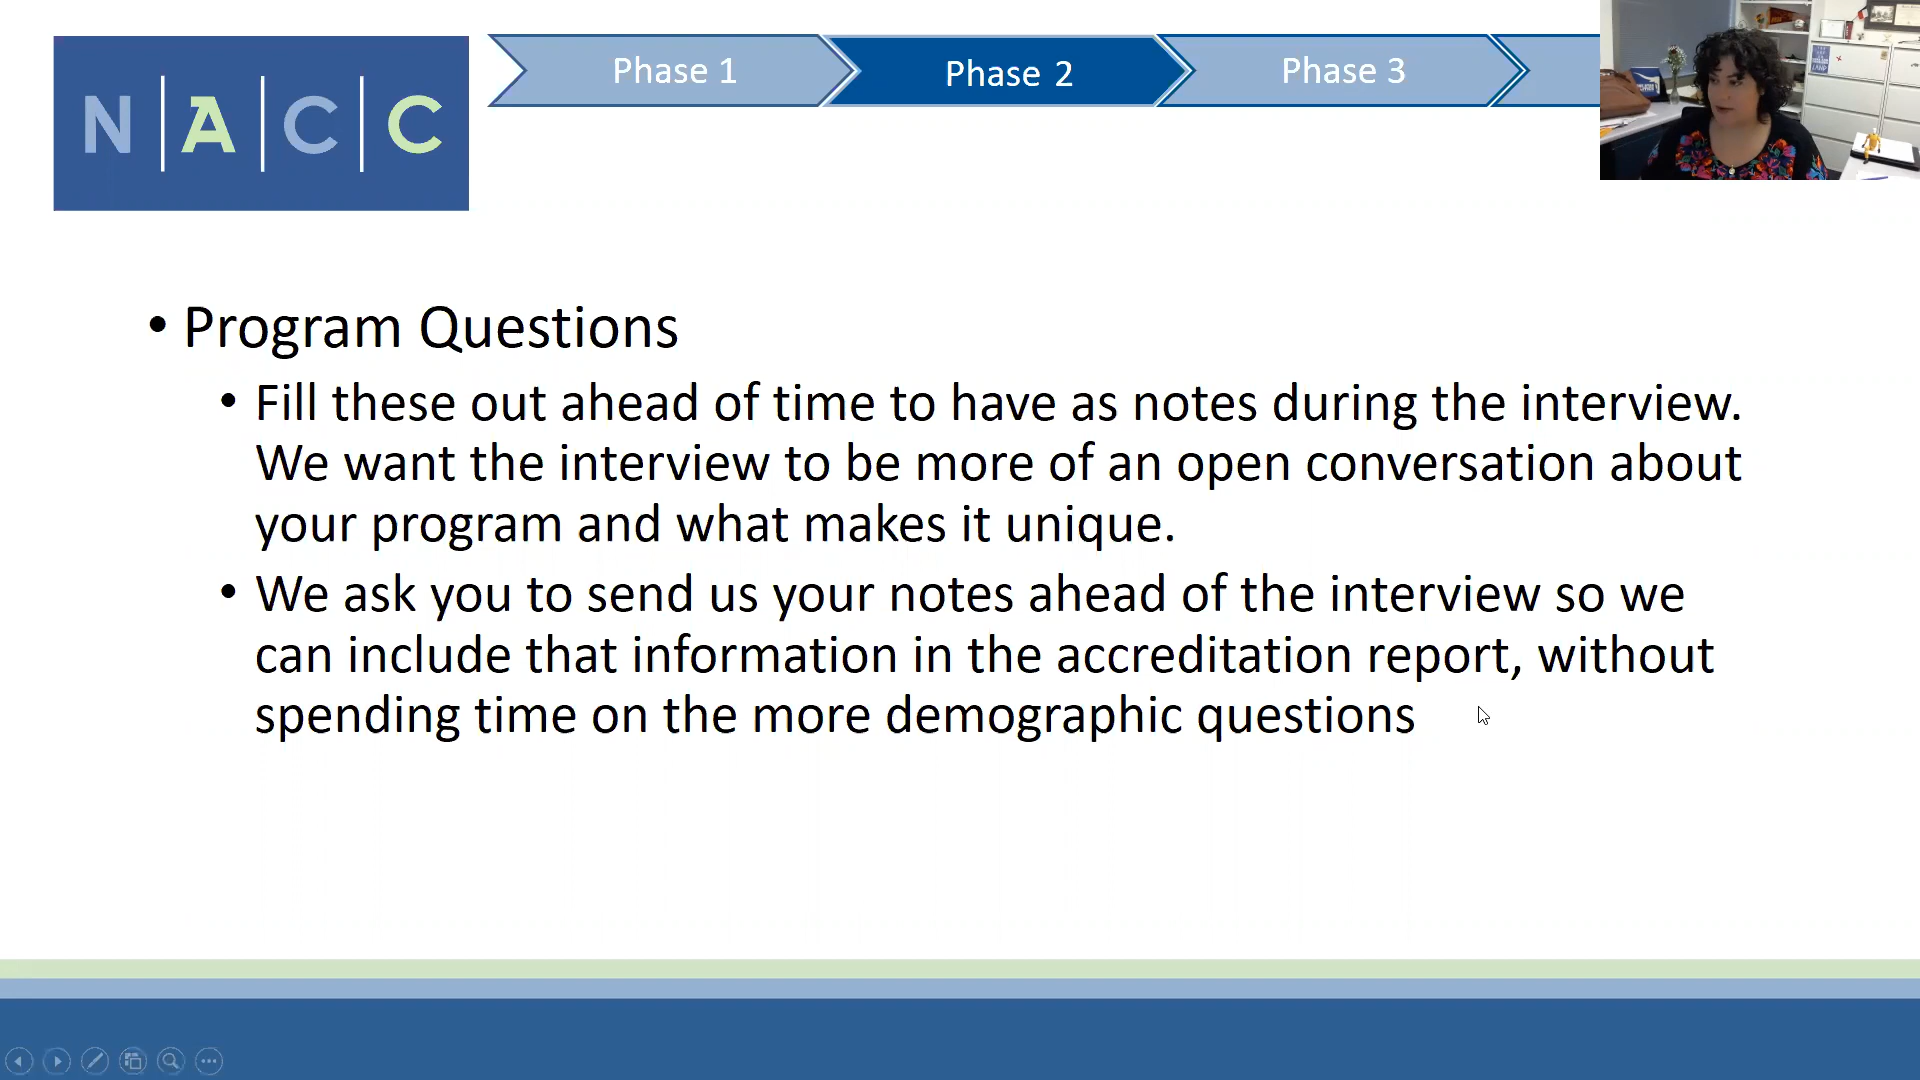 N A C C
Phase 1
Phase 2
Phase 3
• Program Questions
• Fill these out ahead of time to have as notes during the interview.
We want the interview to be more of an open conversation about
your program and what makes it unique.
• We ask you to send us your notes ahead of the interview so we
can include that information in the accreditation report, without
spending time on the more demographic questions